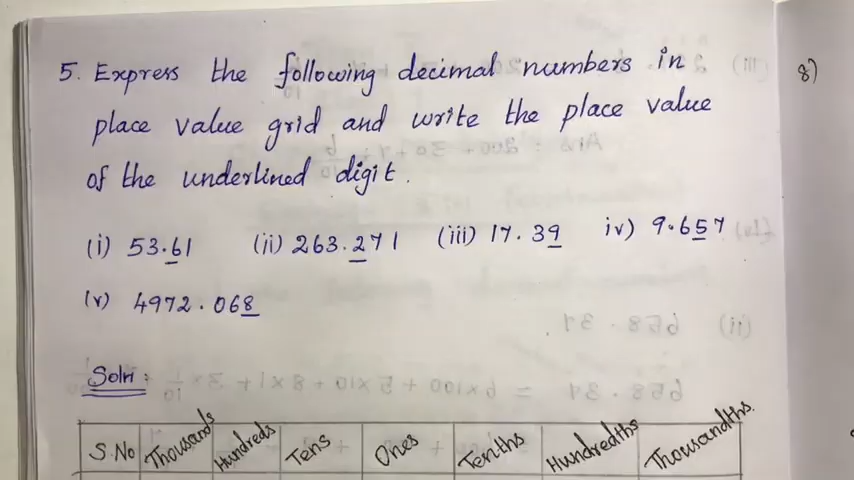 5. Express the following decimal numbers in
place value grid and write the place value
of the underlined digit.
(i) 53.61 (ii) 263.271 (iii) 17.39 iv) 9.657
(v) 4972.068
Soln:
S.No Thousands Hundreds Tens Ones Tenths Hundredths Thousandths.
8)